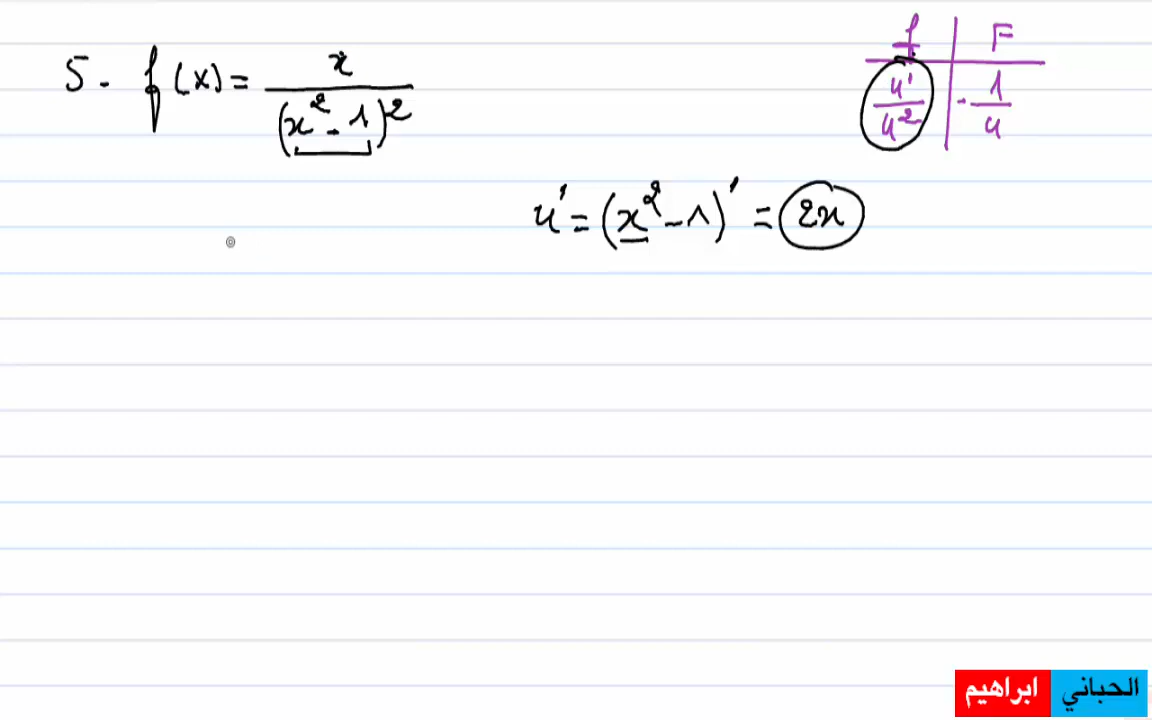 f | F
5 - f(x) = x / (x² - 1)²
u' / u² | - 1 / u
u' = (x² - 1)' = 2x
ابراهيم الحباني